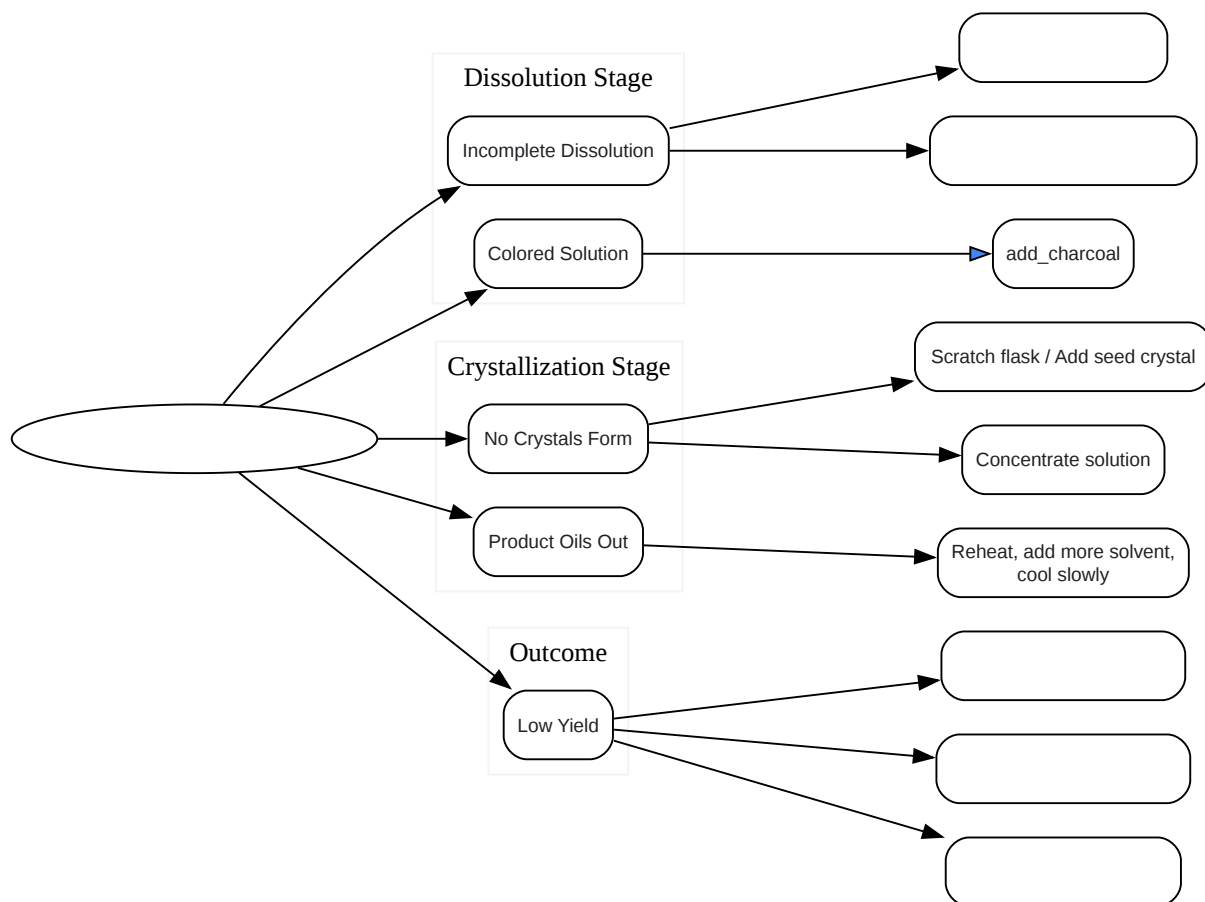 Dissolution Stage
Incomplete Dissolution
Colored Solution
add_charcoal
Crystallization Stage
Scratch flask / Add seed crystal
No Crystals Form
Concentrate solution
Product Oils Out
Reheat, add more solvent,
cool slowly
Outcome
Low Yield